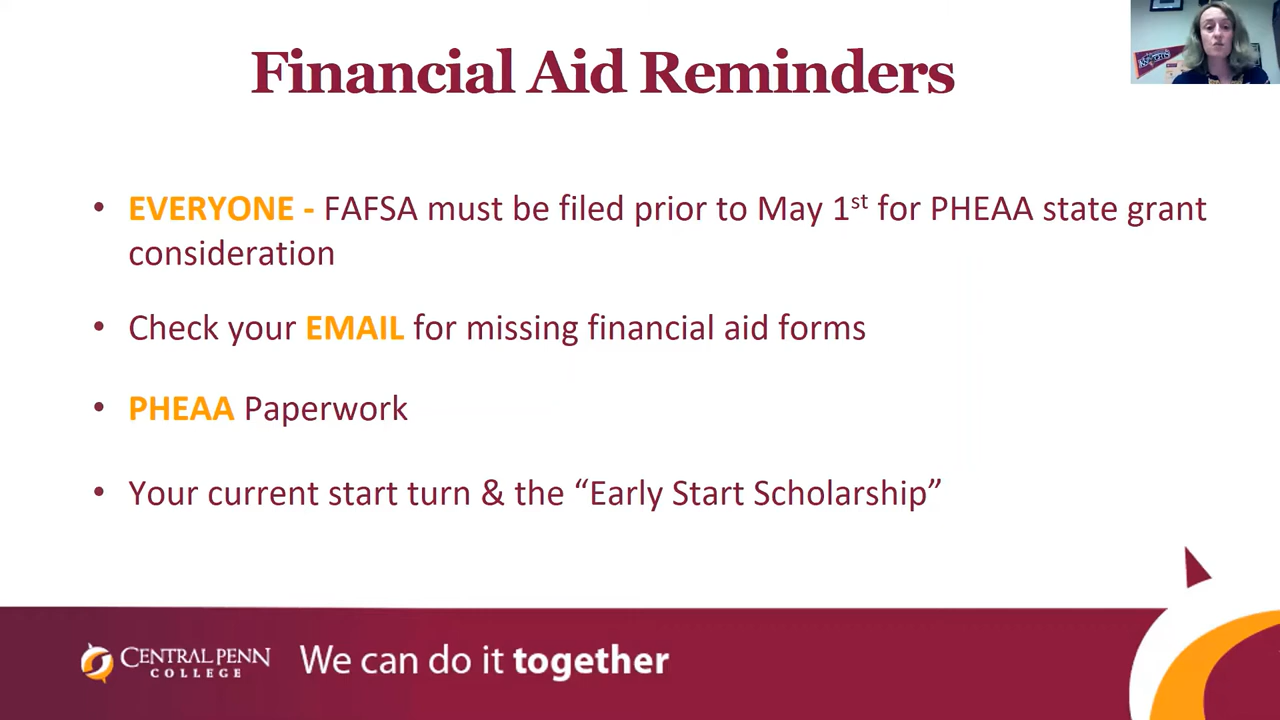 Financial Aid Reminders
• EVERYONE - FAFSA must be filed prior to May 1st for PHEAA state grant
consideration
• Check your EMAIL for missing financial aid forms
• PHEAA Paperwork
• Your current start turn & the “Early Start Scholarship”
CENTRAL PENN
COLLEGE
We can do it together